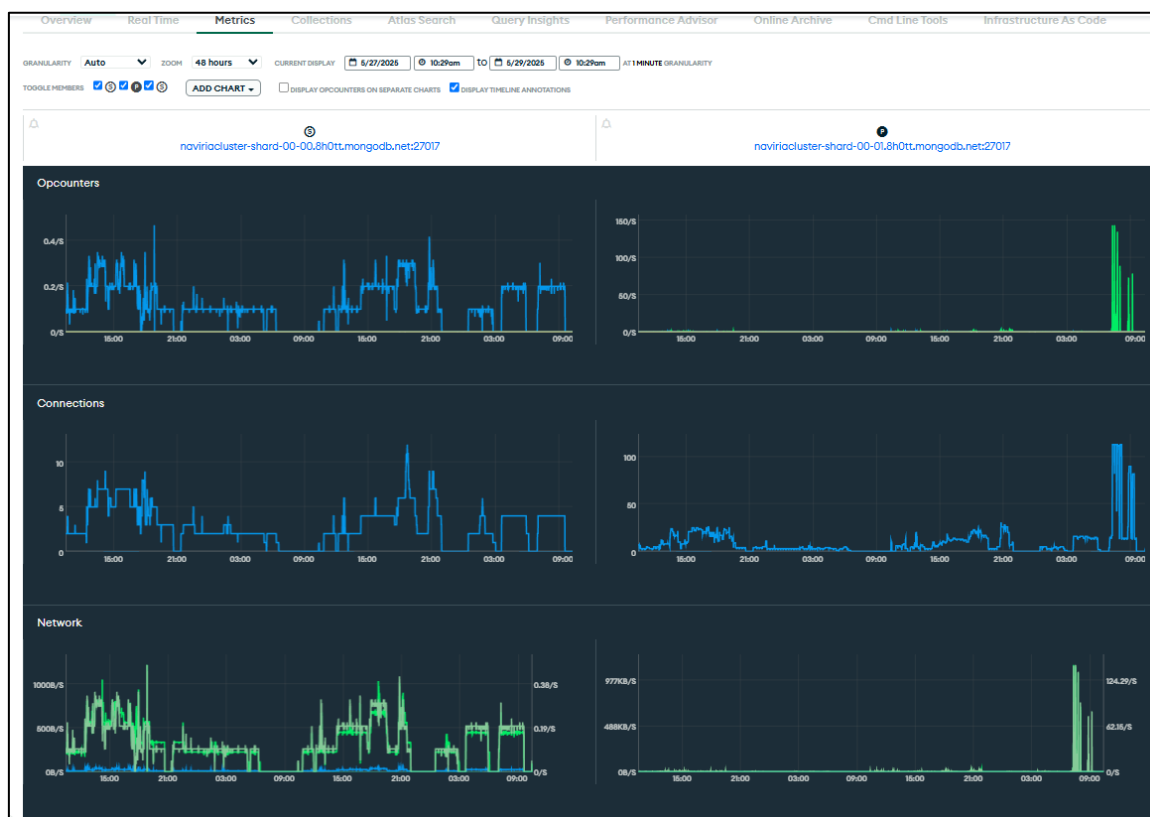 Overview Real Time Metrics Collections Atlas Search Query Insights Performance Advisor Online Archive Cmd Line Tools Infrastructure As Code
GRANULARITY Auto ZOOM 48 hours CURRENT DISPLAY 5/27/2025 10:29am to 5/29/2025 10:29am AT 1 MINUTE GRANULARITY
TOGGLE MEMBERS S P S ADD CHART DISPLAY OPCOUNTERS ON SEPARATE CHARTS DISPLAY TIMELINE ANNOTATIONS
S P
naviriacluster-shard-00-00.8h0tt.mongodb.net:27017 naviriacluster-shard-00-01.8h0tt.mongodb.net:27017
Opcounters
0.4/S
0.2/S
0/S
15:00 21:00 03:00 09:00 15:00 21:00 03:00 09:00
150/S
100/S
50/S
0/S
15:00 21:00 03:00 09:00 15:00 21:00 03:00 09:00
Connections
10
5
0
15:00 21:00 03:00 09:00 15:00 21:00 03:00 09:00
100
50
0
15:00 21:00 03:00 09:00 15:00 21:00 03:00 09:00
Network
1000B/S 0.38/S
500B/S 0.19/S
0B/S 0/S
15:00 21:00 03:00 09:00 15:00 21:00 03:00 09:00
977KB/S 124.29/S
488KB/S 62.15/S
0B/S 0/S
15:00 21:00 03:00 09:00 15:00 21:00 03:00 09:00